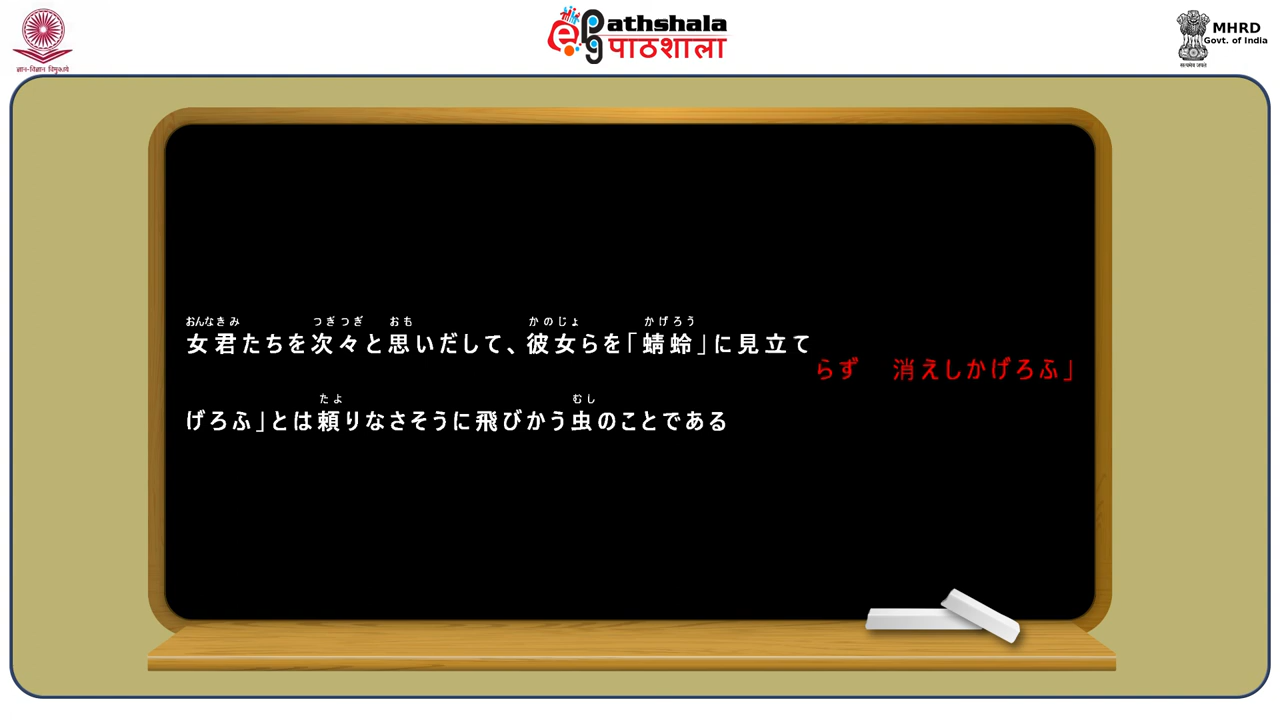 ज्ञान-विज्ञान विमुक्तये
ePathshala
पाठशाला
MHRD
Govt. of India
सत्यमेव जयते
おんなきみ つぎつぎ おも かのじょ かげろう
女君たちを次々と思いだして、彼女らを「蜻蛉」に見立て
らず 消えしかげろふ」
たよ むし
げろふ」とは頼りなさそうに飛びかう虫のことである